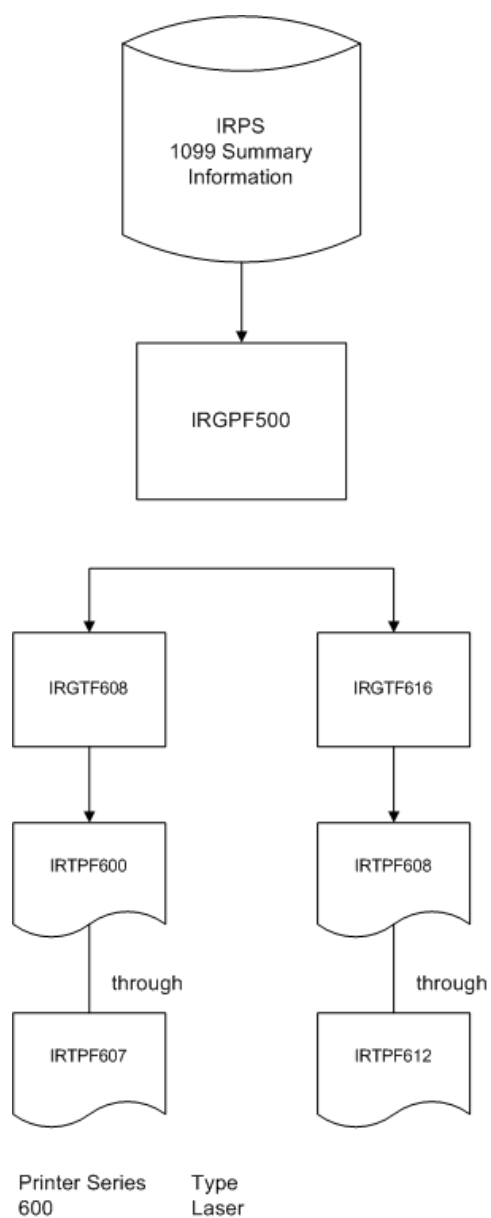 IRPS
1099 Summary
Information
IRGPF500
IRGTF608
IRGTF616
IRTPF600
IRTPF608
through
through
IRTPF607
IRTPF612
Printer Series Type
600 Laser